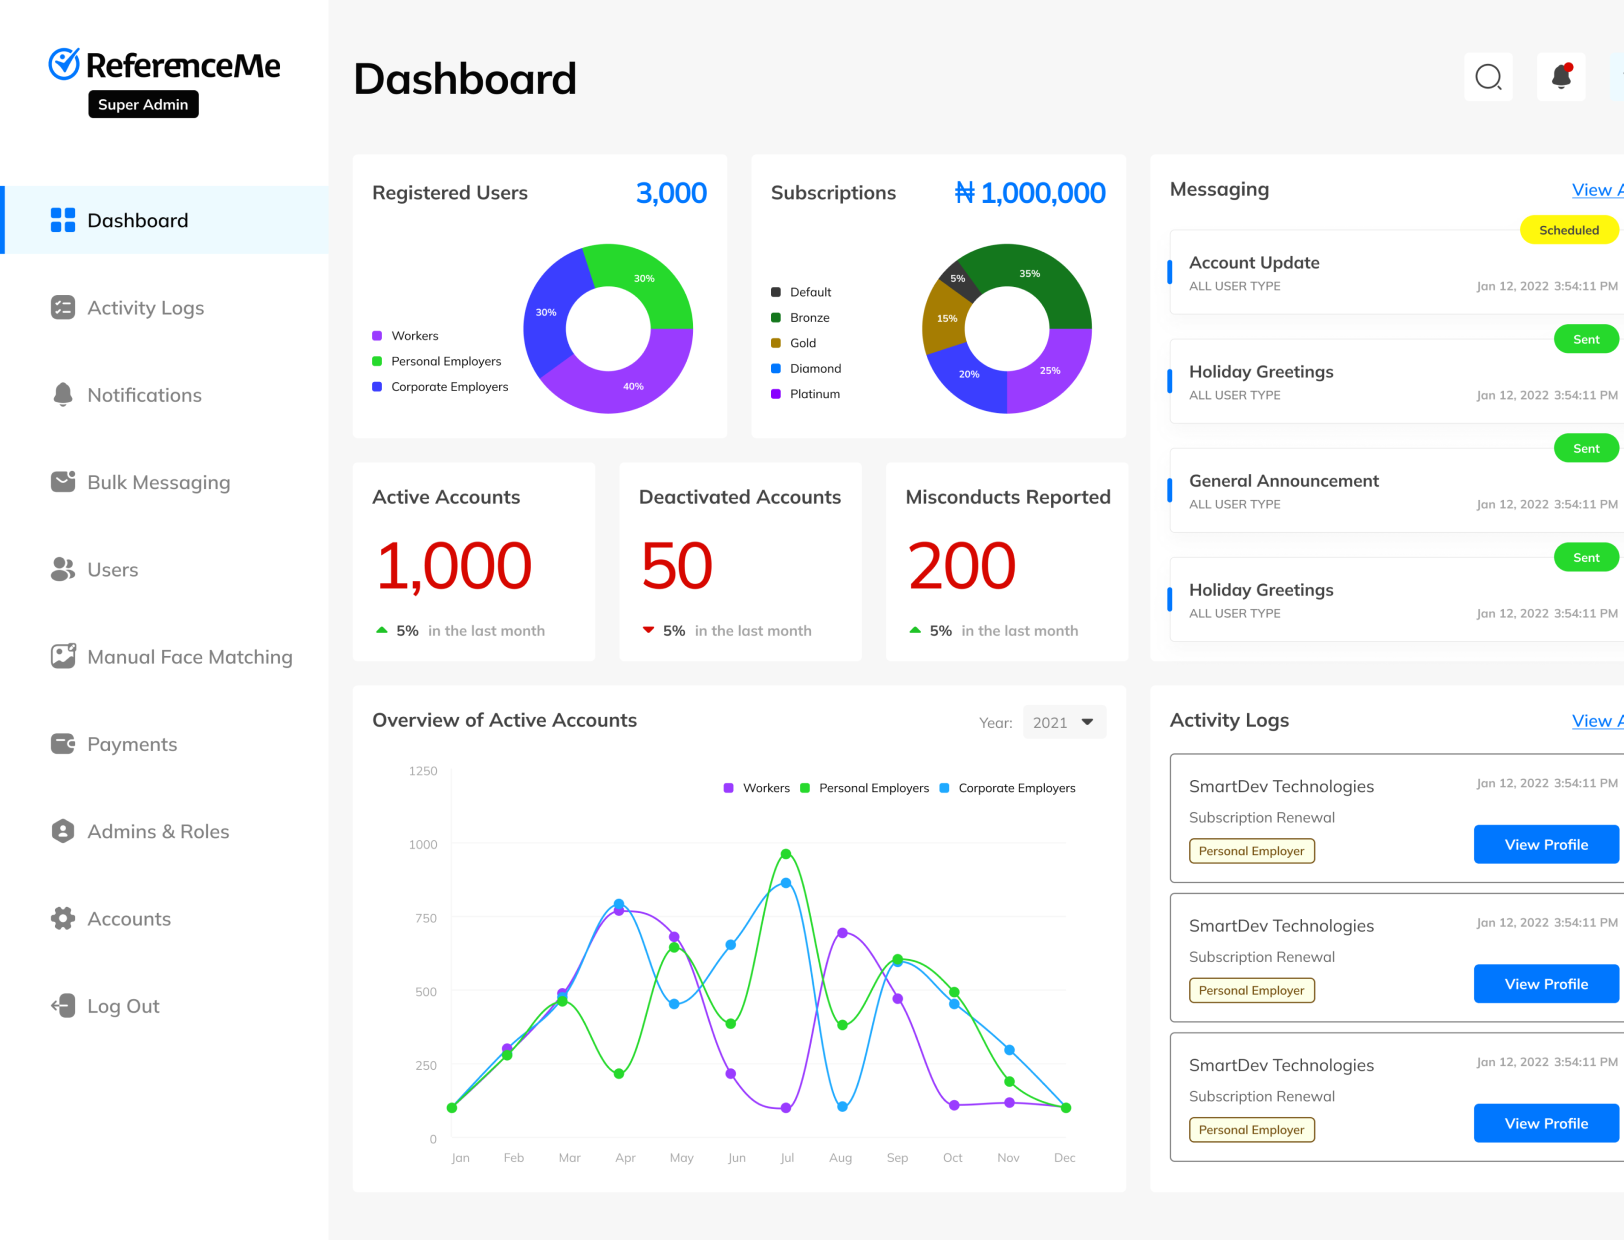 ReferenceMe
Super Admin
Dashboard
Activity Logs
Notifications
Bulk Messaging
Users
Manual Face Matching
Payments
Admins & Roles
Accounts
Log Out
Dashboard
Registered Users 3,000
Workers
Personal Employers
Corporate Employers
30%
30%
40%
Subscriptions ₦ 1,000,000
Default
Bronze
Gold
Diamond
Platinum
5%
35%
15%
20%
25%
Active Accounts
1,000
5% in the last month
Deactivated Accounts
50
5% in the last month
Misconducts Reported
200
5% in the last month
Messaging View A
Scheduled
Account Update
ALL USER TYPE Jan 12, 2022 3:54:11 PM
Sent
Holiday Greetings
ALL USER TYPE Jan 12, 2022 3:54:11 PM
Sent
General Announcement
ALL USER TYPE Jan 12, 2022 3:54:11 PM
Sent
Holiday Greetings
ALL USER TYPE Jan 12, 2022 3:54:11 PM
Overview of Active Accounts Year: 2021
Workers Personal Employers Corporate Employers
1250
1000
750
500
250
0
Jan Feb Mar Apr May Jun Jul Aug Sep Oct Nov Dec
Activity Logs View A
SmartDev Technologies Jan 12, 2022 3:54:11 PM
Subscription Renewal
Personal Employer View Profile
SmartDev Technologies Jan 12, 2022 3:54:11 PM
Subscription Renewal
Personal Employer View Profile
SmartDev Technologies Jan 12, 2022 3:54:11 PM
Subscription Renewal
Personal Employer View Profile